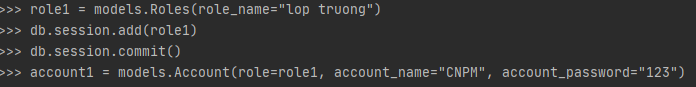 >>> role1 = models.Roles(role_name="lop truong")
>>> db.session.add(role1)
>>> db.session.commit()
>>> account1 = models.Account(role=role1, account_name="CNPM", account_password="123")